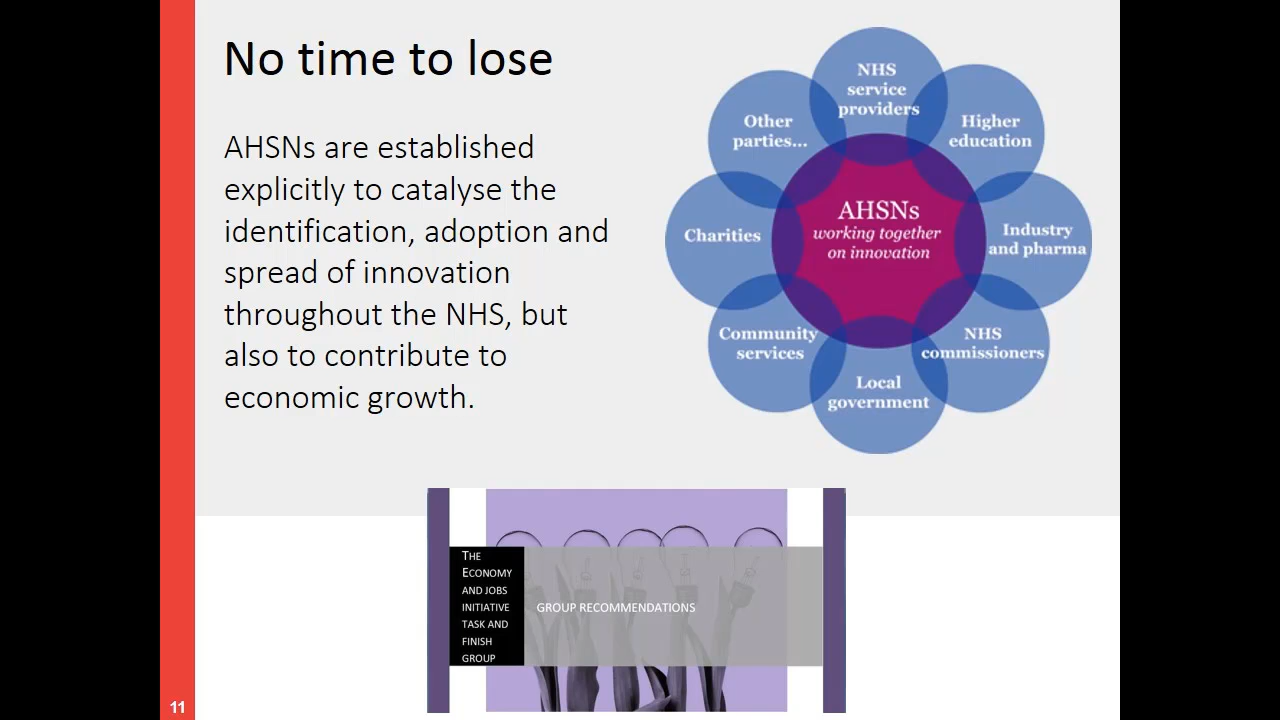 No time to lose
AHSNs are established
explicitly to catalyse the
identification, adoption and
spread of innovation
throughout the NHS, but
also to contribute to
economic growth.
NHS
service
providers
Higher
education
Industry
and pharma
NHS
commissioners
Local
government
Community
services
Charities
Other
parties...
AHSNs
working together
on innovation
THE
ECONOMY
AND JOBS
INITIATIVE
TASK AND
FINISH
GROUP
GROUP RECOMMENDATIONS
11